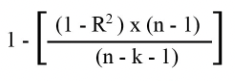 1 - [ (1 - R²) x (n - 1) / (n - k - 1) ]